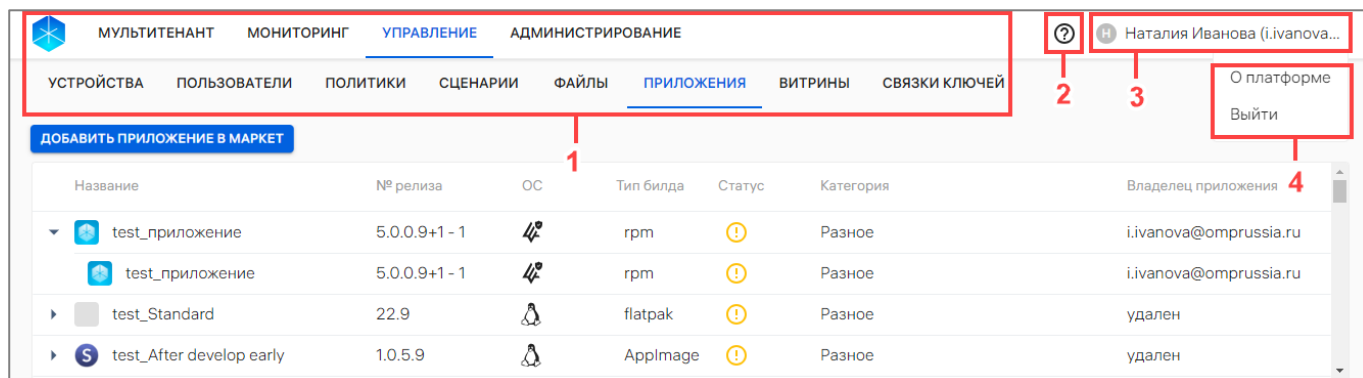 МУЛЬТИТЕНАНТ МОНИТОРИНГ УПРАВЛЕНИЕ АДМИНИСТРИРОВАНИЕ ? Н Наталия Иванова (i.ivanova...
УСТРОЙСТВА ПОЛЬЗОВАТЕЛИ ПОЛИТИКИ СЦЕНАРИИ ФАЙЛЫ ПРИЛОЖЕНИЯ ВИТРИНЫ СВЯЗКИ КЛЮЧЕЙ 2 3 О платформе
Выйти
ДОБАВИТЬ ПРИЛОЖЕНИЕ В МАРКЕТ 1
Название № релиза ОС Тип билда Статус Категория Владелец приложения 4
test_приложение 5.0.0.9+1 - 1 rpm Разное i.ivanova@omprussia.ru
test_приложение 5.0.0.9+1 - 1 rpm Разное i.ivanova@omprussia.ru
test_Standard 22.9 flatpak Разное удален
S test_After develop early 1.0.5.9 AppImage Разное удален